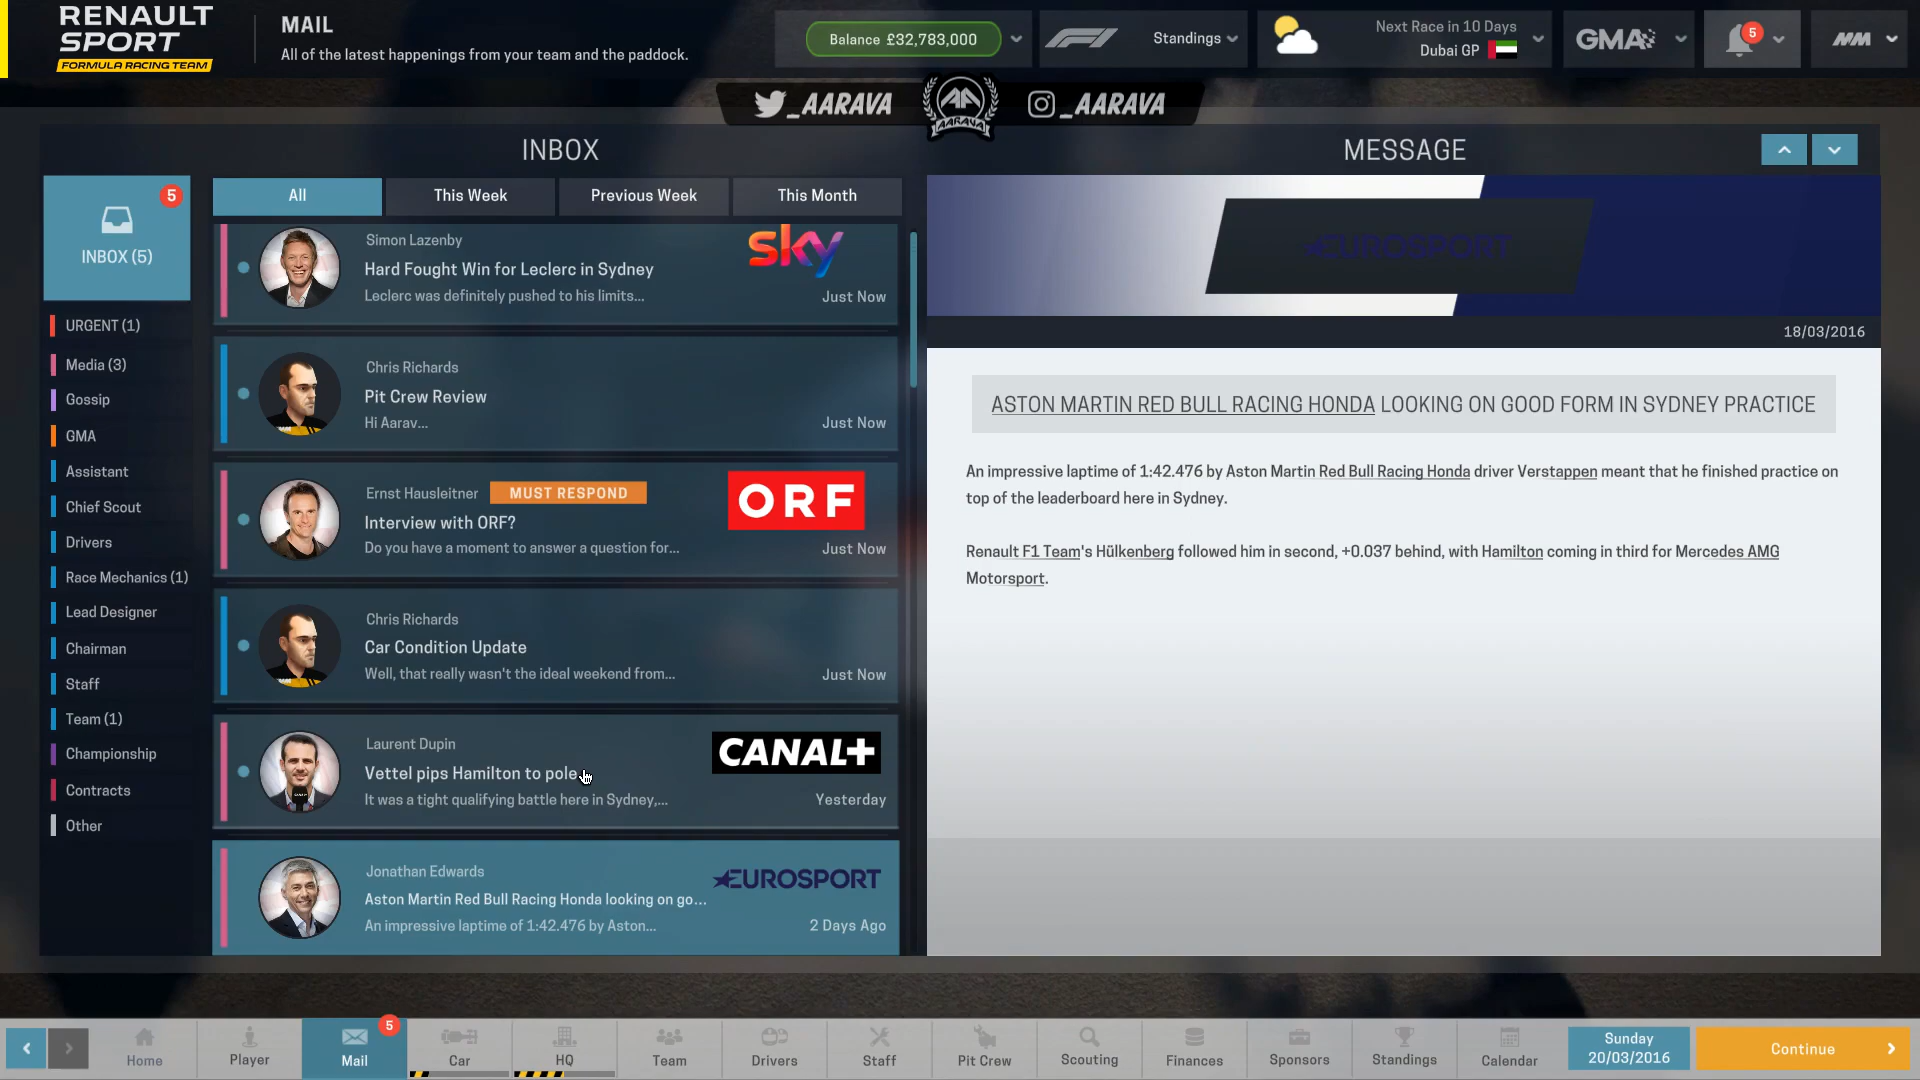 RENAULT
SPORT
FORMULA RACING TEAM
MAIL
All of the latest happenings from your team and the paddock.
Balance £32,783,000
Standings
Next Race in 10 Days
Dubai GP
GMA
5
_AARAVA
AARAVA
_AARAVA
INBOX
MESSAGE
5
INBOX (5)
URGENT (1)
Media (3)
Gossip
GMA
Assistant
Chief Scout
Drivers
Race Mechanics (1)
Lead Designer
Chairman
Staff
Team (1)
Championship
Contracts
Other
All
This Week
Previous Week
This Month
Simon Lazenby
sky
Hard Fought Win for Leclerc in Sydney
Leclerc was definitely pushed to his limits...
Just Now
Chris Richards
Pit Crew Review
Hi Aarav...
Just Now
Ernst Hausleitner
MUST RESPOND
ORF
Interview with ORF?
Do you have a moment to answer a question for...
Just Now
Chris Richards
Car Condition Update
Well, that really wasn't the ideal weekend from...
Just Now
Laurent Dupin
CANAL+
Vettel pips Hamilton to pole
It was a tight qualifying battle here in Sydney,...
Yesterday
Jonathan Edwards
EUROSPORT
Aston Martin Red Bull Racing Honda looking on go...
An impressive laptime of 1:42.476 by Aston...
2 Days Ago
EUROSPORT
18/03/2016
ASTON MARTIN RED BULL RACING HONDA LOOKING ON GOOD FORM IN SYDNEY PRACTICE
An impressive laptime of 1:42.476 by Aston Martin Red Bull Racing Honda driver Verstappen meant that he finished practice on
top of the leaderboard here in Sydney.
Renault F1 Team's Hülkenberg followed him in second, +0.037 behind, with Hamilton coming in third for Mercedes AMG
Motorsport.
Home
Player
5
Mail
Car
HQ
Team
Drivers
Staff
Pit Crew
Scouting
Finances
Sponsors
Standings
Calendar
Sunday
20/03/2016
Continue